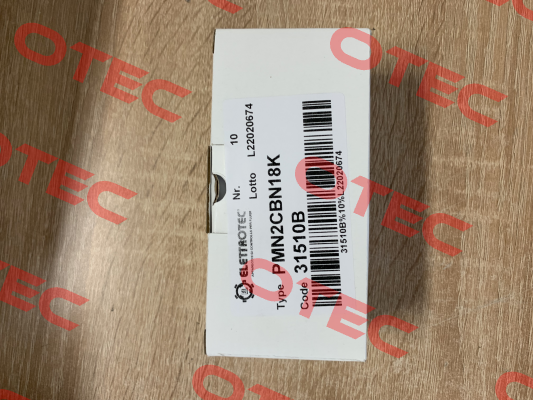 ELETTROTEC Nr. 10
Lotto L22020674
Type PMN2CBN18K
Code 31510B
31510B%10%L22020674
OTEC
OTEC
OTEC
OTEC
OTEC
OTEC